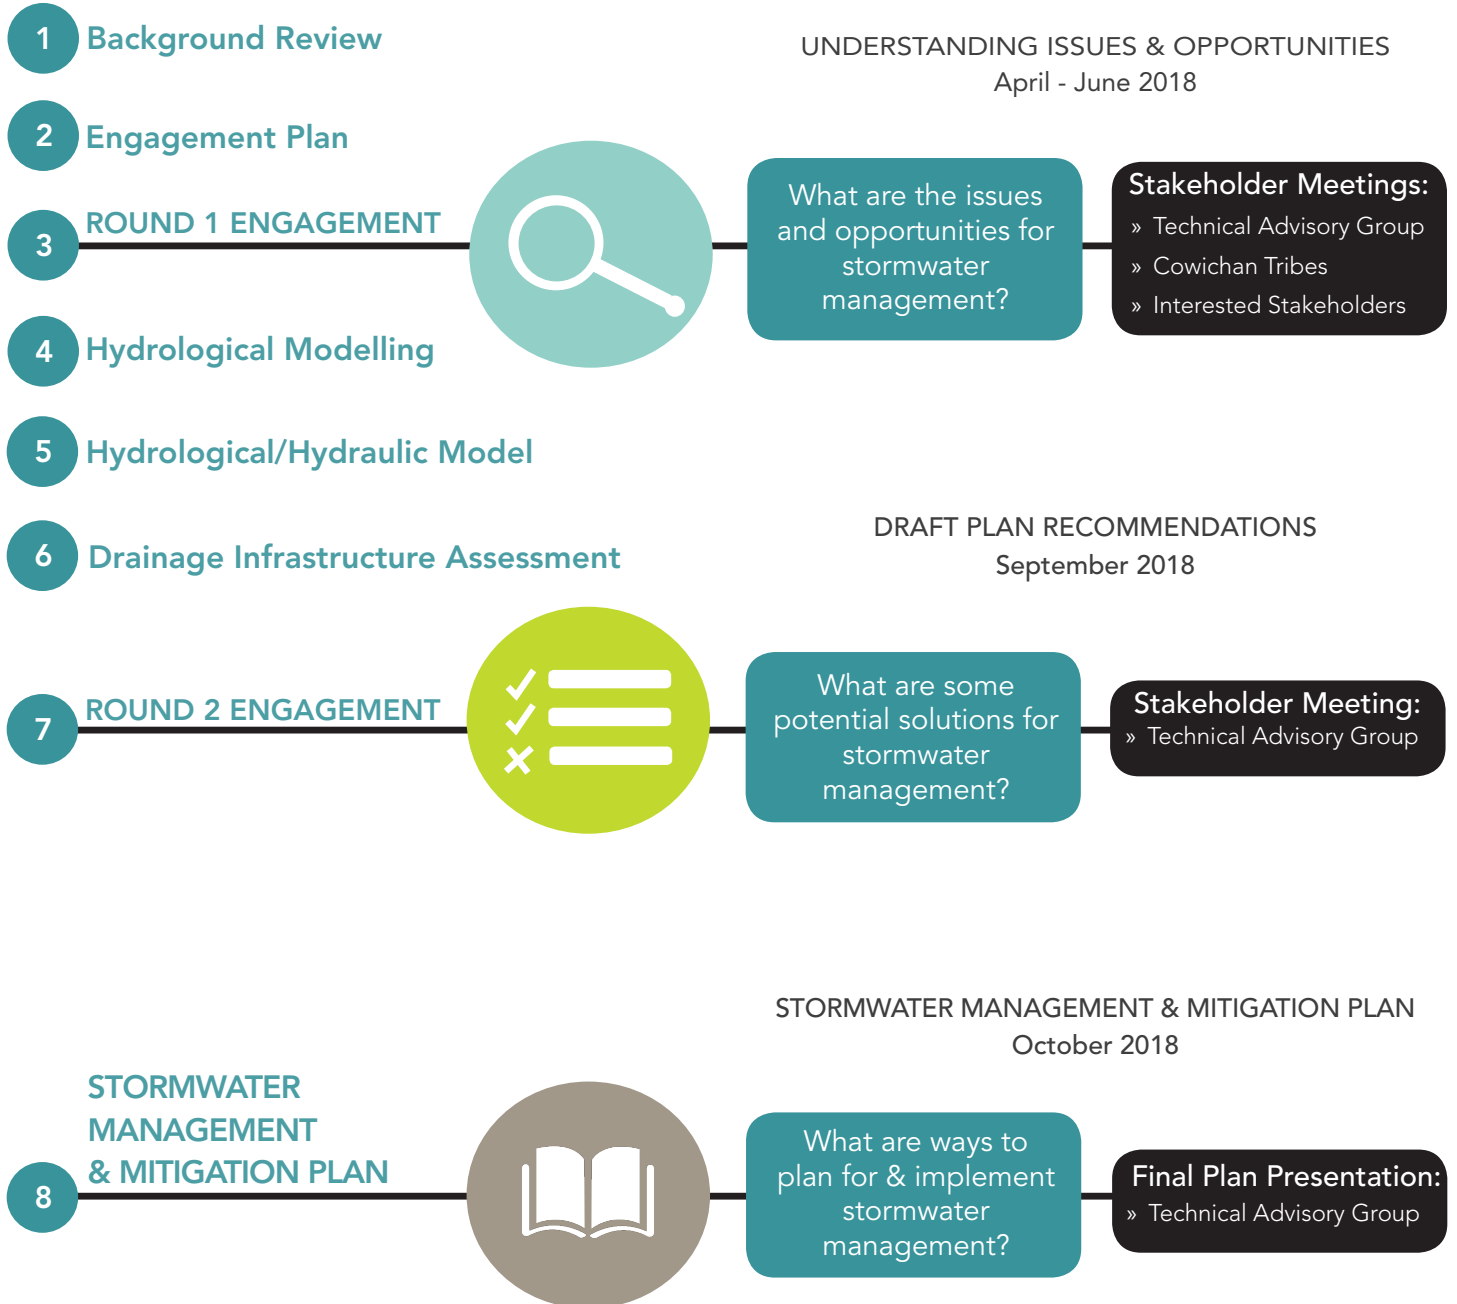 1 Background Review
UNDERSTANDING ISSUES & OPPORTUNITIES
April - June 2018
2 Engagement Plan
3 ROUND 1 ENGAGEMENT
What are the issues
and opportunities for
stormwater
management?
Stakeholder Meetings:
» Technical Advisory Group
» Cowichan Tribes
» Interested Stakeholders
4 Hydrological Modelling
5 Hydrological/Hydraulic Model
6 Drainage Infrastructure Assessment
DRAFT PLAN RECOMMENDATIONS
September 2018
7 ROUND 2 ENGAGEMENT
What are some
potential solutions for
stormwater
management?
Stakeholder Meeting:
» Technical Advisory Group
STORMWATER MANAGEMENT & MITIGATION PLAN
October 2018
8 STORMWATER
MANAGEMENT
& MITIGATION PLAN
What are ways to
plan for & implement
stormwater
management?
Final Plan Presentation:
» Technical Advisory Group